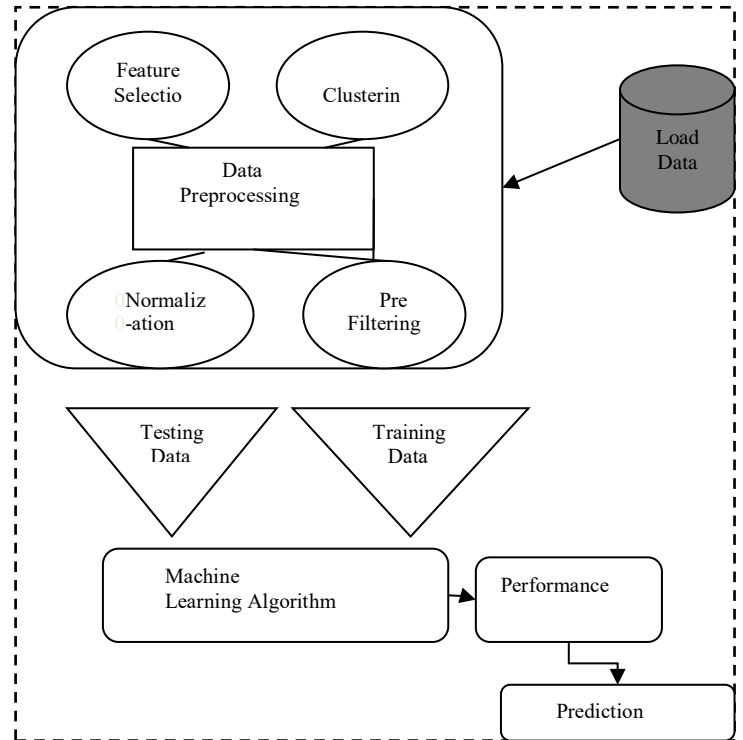 Feature
Selectio
Clusterin
Load
Data
Data
Preprocessing
0Normaliz
0-ation
Pre
Filtering
Testing
Data
Training
Data
Machine
Learning Algorithm
Performance
Prediction